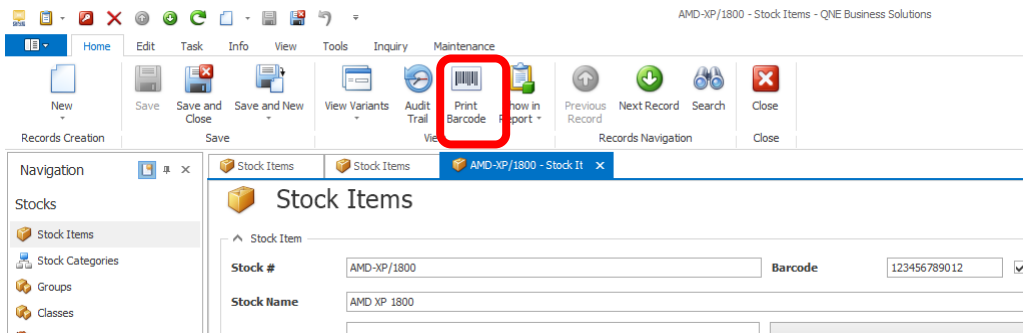 AMD-XP/1800 - Stock Items - QNE Business Solutions
Home Edit Task Info View Tools Inquiry Maintenance
New Save Save and Close Save and New View Variants Audit Trail Print Barcode Show in Report Previous Record Next Record Search Close
Records Creation Save View Records Navigation Close
Navigation
Stock Items Stock Items AMD-XP/1800 - Stock It
Stocks
Stock Items
Stock Items
Stock Categories
Groups
Classes
Stock Item
Stock # AMD-XP/1800 Barcode 123456789012
Stock Name AMD XP 1800